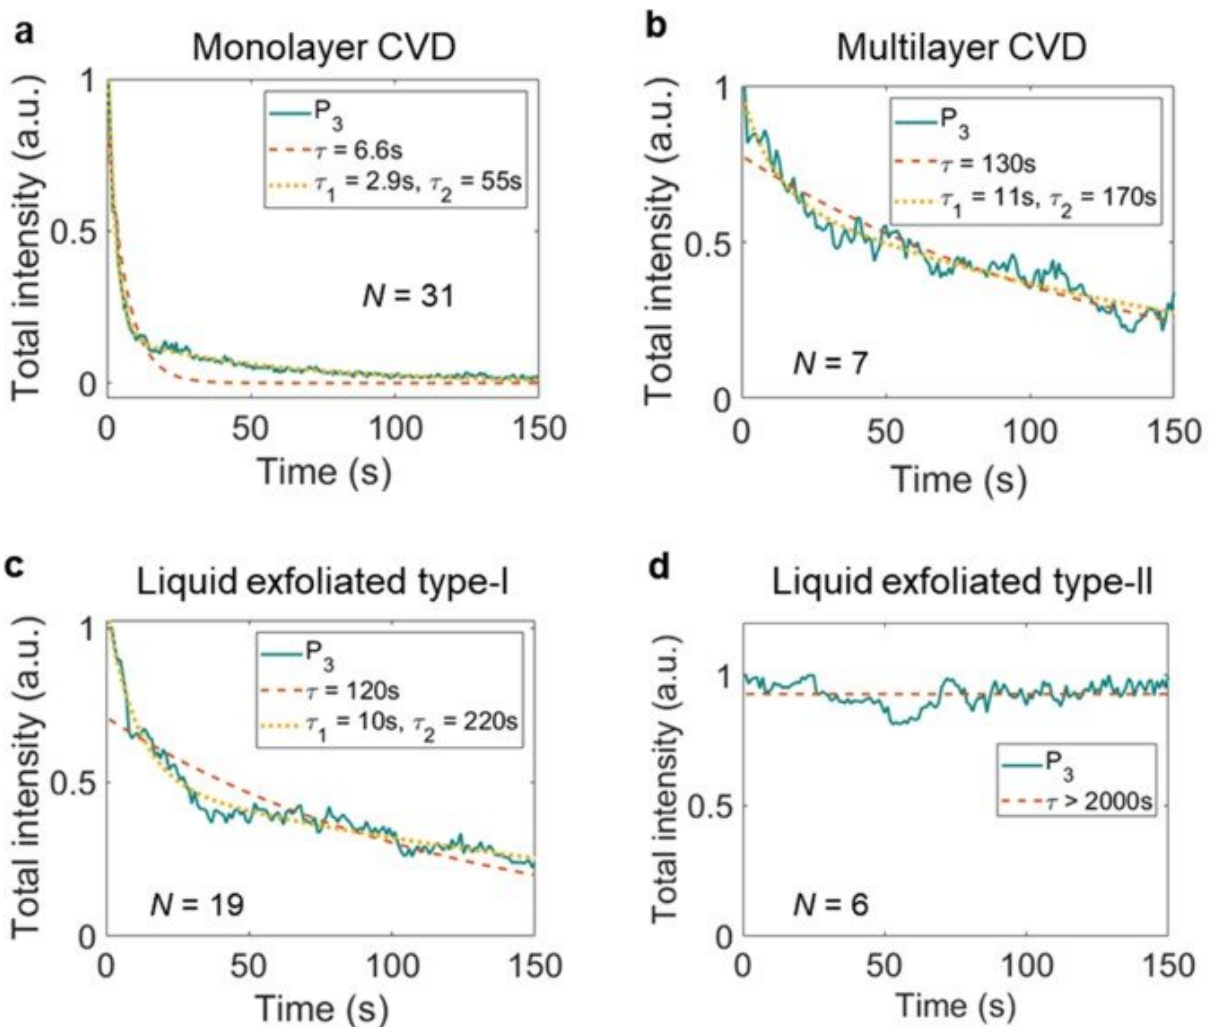 a
Monolayer CVD
Total intensity (a.u.)
1
0.5
0
P₃
τ = 6.6s
τ₁ = 2.9s, τ₂ = 55s
N = 31
0 50 100 150
Time (s)
b
Multilayer CVD
Total intensity (a.u.)
1
0.5
0
P₃
τ = 130s
τ₁ = 11s, τ₂ = 170s
N = 7
0 50 100 150
Time (s)
c
Liquid exfoliated type-I
Total intensity (a.u.)
1
0.5
0
P₃
τ = 120s
τ₁ = 10s, τ₂ = 220s
N = 19
0 50 100 150
Time (s)
d
Liquid exfoliated type-II
Total intensity (a.u.)
1
0.5
0
P₃
τ > 2000s
N = 6
0 50 100 150
Time (s)